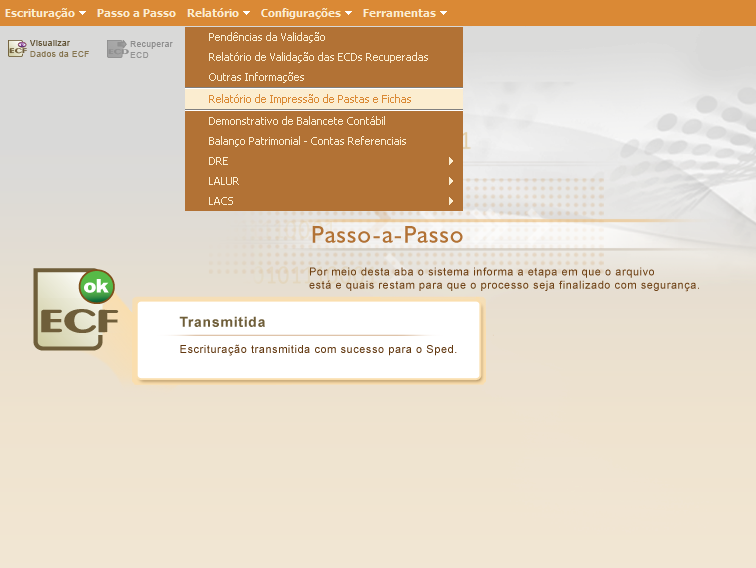 Escrituração Passo a Passo Relatório Configurações Ferramentas
Visualizar
Dados da ECF
Recuperar
ECD
Pendências da Validação
Relatório de Validação das ECDs Recuperadas
Outras Informações
Relatório de Impressão de Pastas e Fichas
Demonstrativo de Balancete Contábil
Balanço Patrimonial - Contas Referenciais
DRE
LALUR
LACS
Passo-a-Passo
Por meio desta aba o sistema informa a etapa em que o arquivo
está e quais restam para que o processo seja finalizado com segurança.
ok
ECF
Transmitida
Escrituração transmitida com sucesso para o Sped.